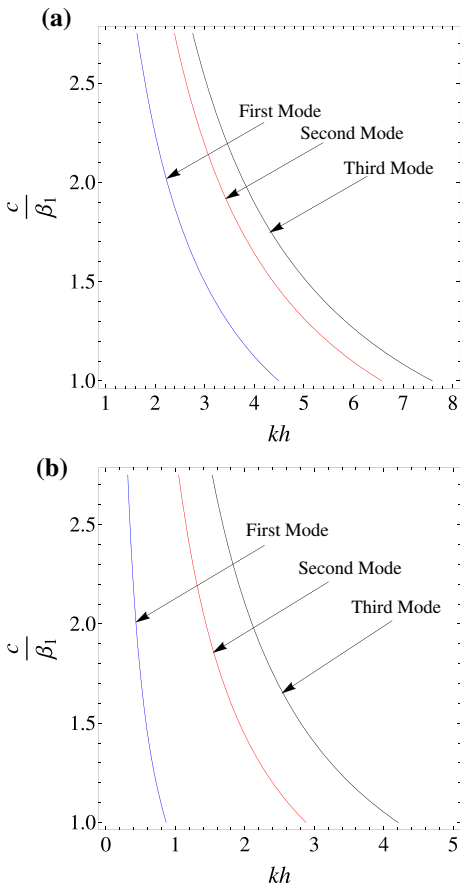 (a)
2.5
First Mode
Second Mode
2.0
Third Mode
c/β₁
1.5
1.0
1 2 3 4 5 6 7 8
kh
(b)
2.5
First Mode
Second Mode
2.0
Third Mode
c/β₁
1.5
1.0
0 1 2 3 4 5
kh